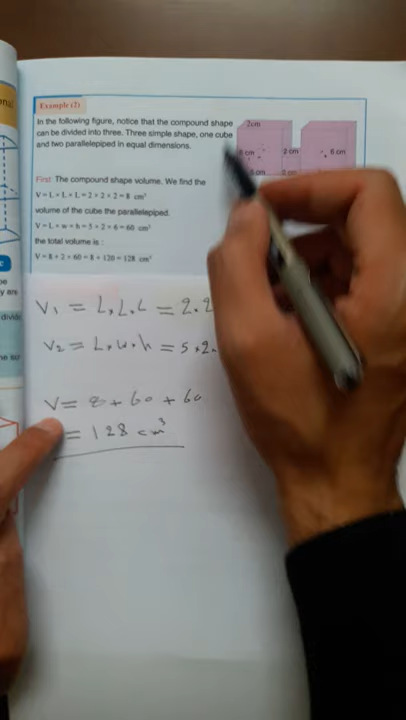 Example (2)
In the following figure, notice that the compound shape
can be divided into three. Three simple shape, one cube
and two parallelepiped in equal dimensions.
2cm
6 cm
2 cm
6 cm
5 cm
2 cm
First The compound shape volume. We find the
V = L × L × L = 2 × 2 × 2 = 8 cm³
volume of the cube the parallelepiped.
V = L × w × h = 5 × 2 × 6 = 60 cm³
the total volume is :
V = 8 + 2 × 60 = 8 + 120 = 128 cm³
V₁ = L.L.L = 2.2
V₂ = L.w.h = 5.2.
V = 8 + 60 + 60
= 128 cm³